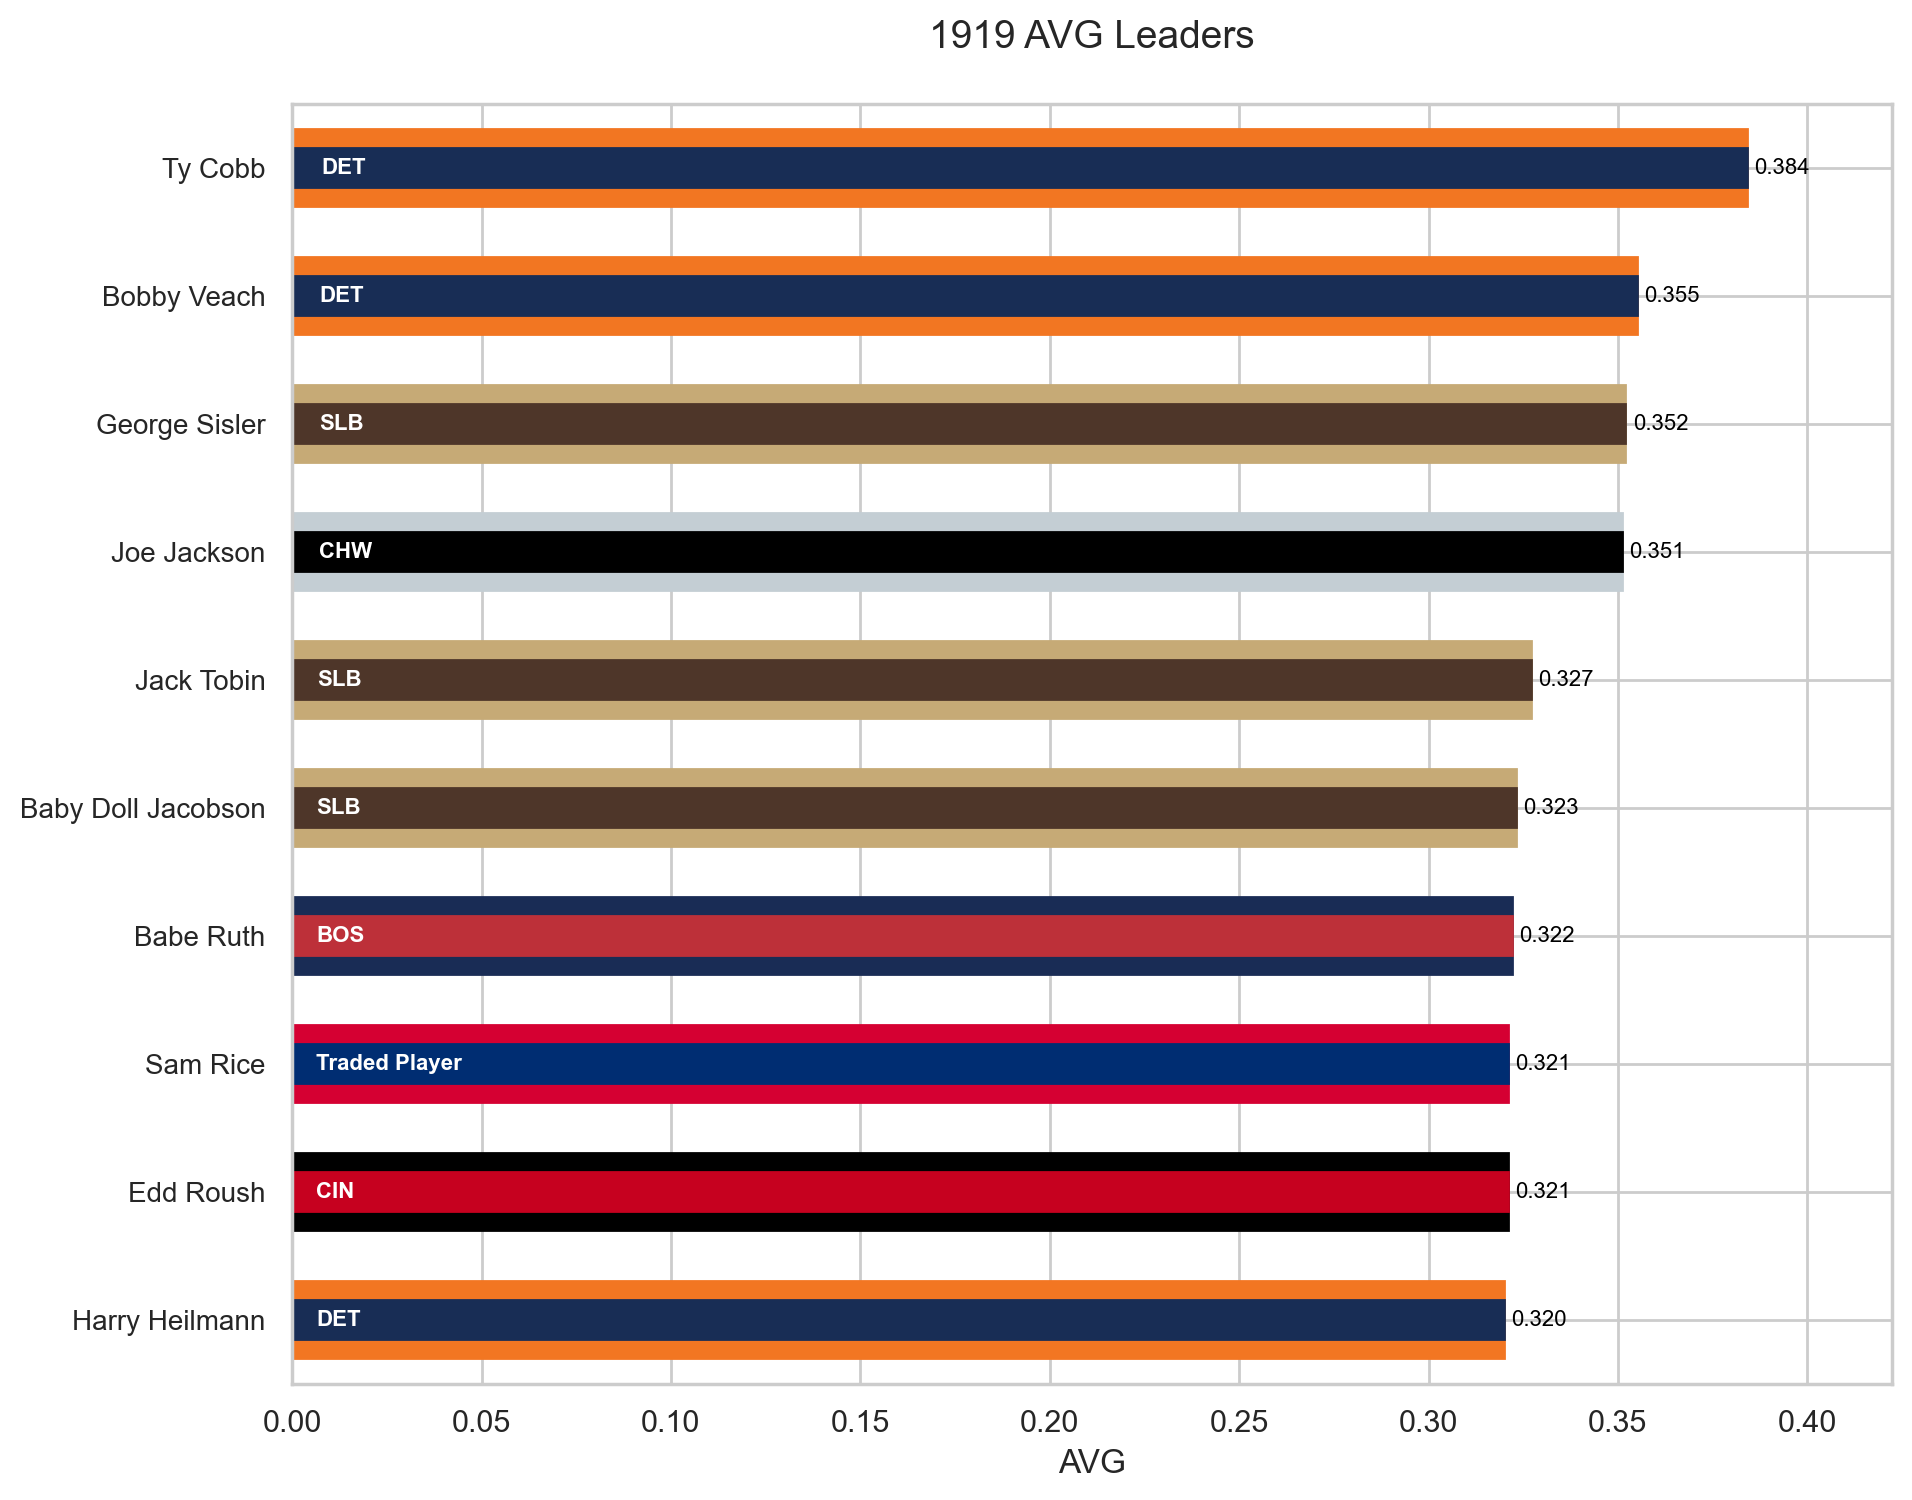 1919 AVG Leaders
Ty Cobb DET 0.384
Bobby Veach DET 0.355
George Sisler SLB 0.352
Joe Jackson CHW 0.351
Jack Tobin SLB 0.327
Baby Doll Jacobson SLB 0.323
Babe Ruth BOS 0.322
Sam Rice Traded Player 0.321
Edd Roush CIN 0.321
Harry Heilmann DET 0.320
0.00 0.05 0.10 0.15 0.20 0.25 0.30 0.35 0.40
AVG